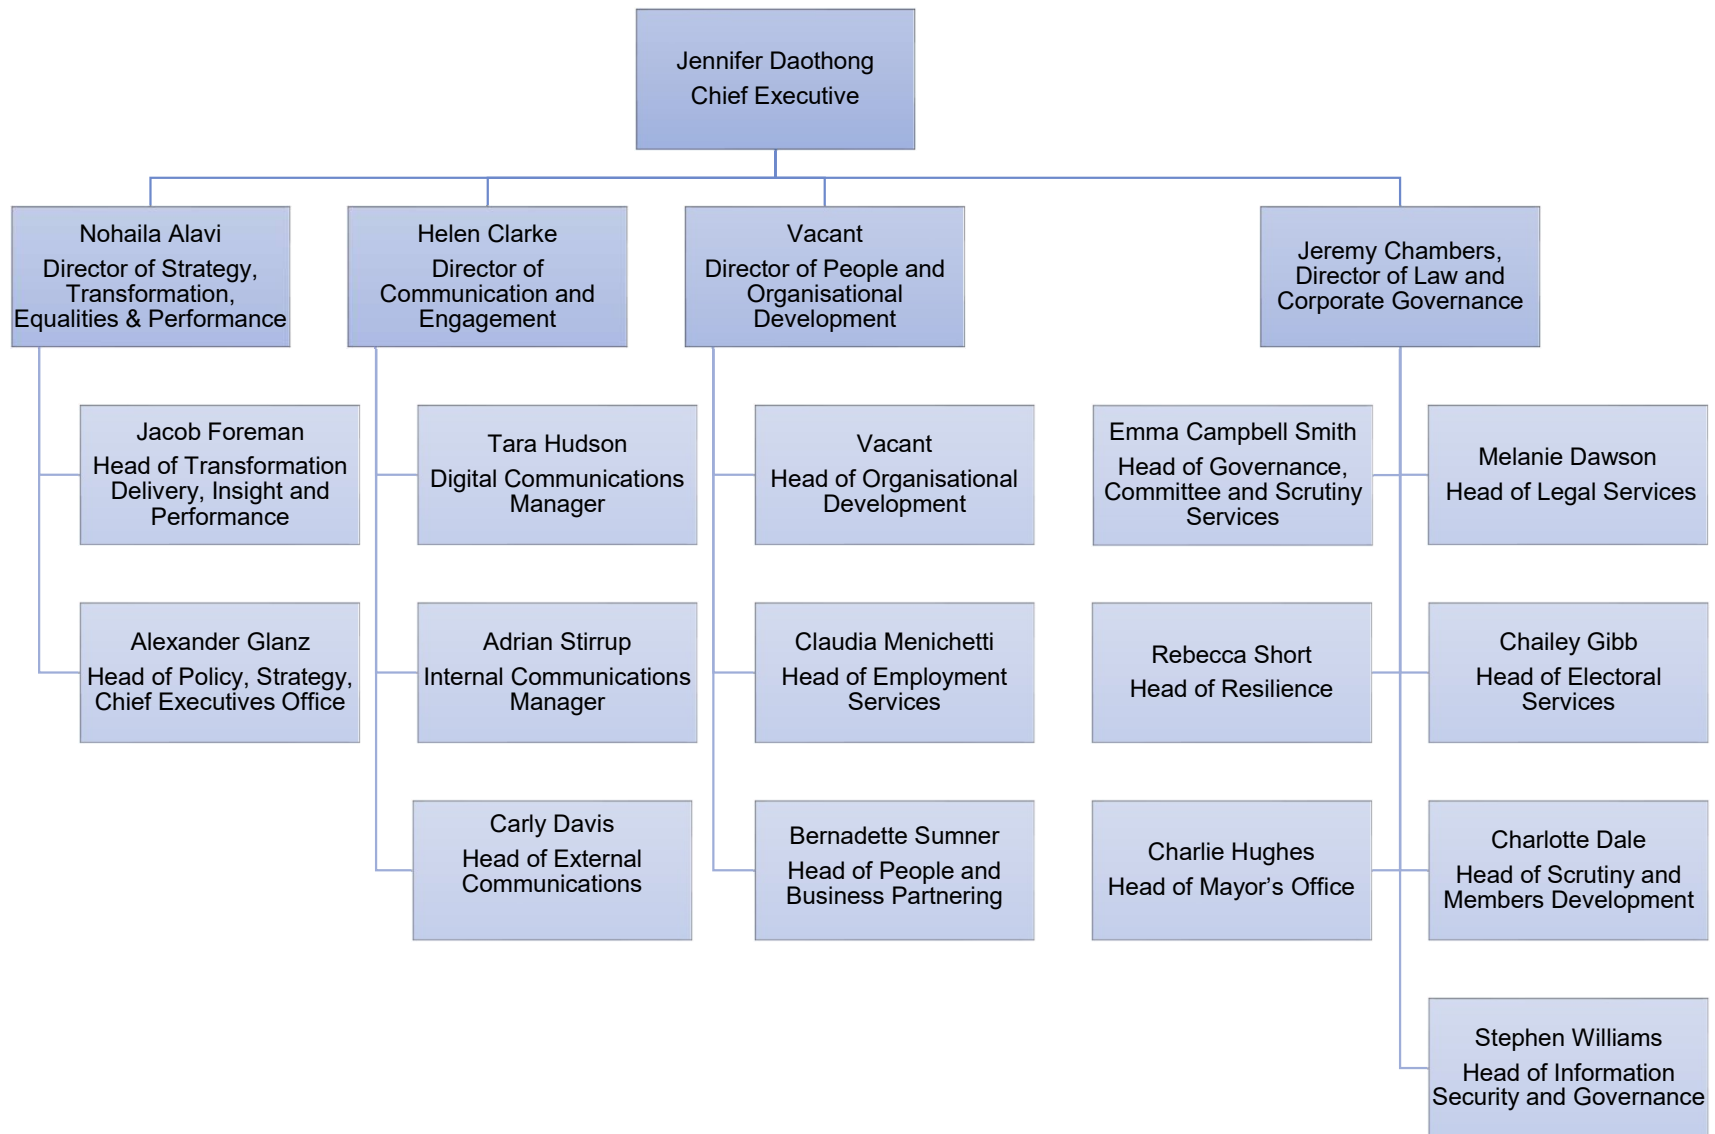 Jennifer Daothong
Chief Executive
Nohaila Alavi
Director of Strategy,
Transformation,
Equalities & Performance
Helen Clarke
Director of
Communication and
Engagement
Vacant
Director of People and
Organisational
Development
Jeremy Chambers,
Director of Law and
Corporate Governance
Jacob Foreman
Head of Transformation
Delivery, Insight and
Performance
Tara Hudson
Digital Communications
Manager
Vacant
Head of Organisational
Development
Emma Campbell Smith
Head of Governance,
Committee and Scrutiny
Services
Melanie Dawson
Head of Legal Services
Alexander Glanz
Head of Policy, Strategy,
Chief Executives Office
Adrian Stirrup
Internal Communications
Manager
Claudia Menichetti
Head of Employment
Services
Rebecca Short
Head of Resilience
Chailey Gibb
Head of Electoral
Services
Carly Davis
Head of External
Communications
Bernadette Sumner
Head of People and
Business Partnering
Charlie Hughes
Head of Mayor’s Office
Charlotte Dale
Head of Scrutiny and
Members Development
Stephen Williams
Head of Information
Security and Governance